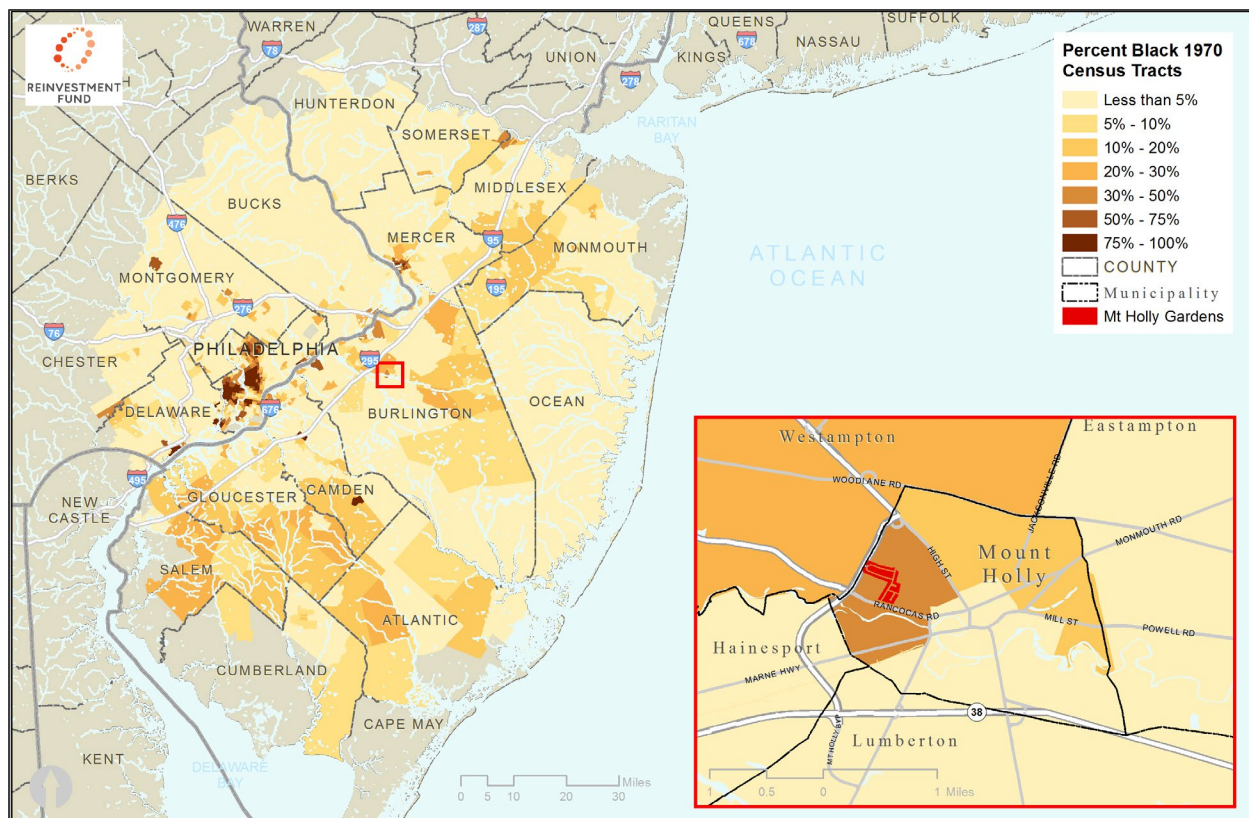 REINVESTMENT
FUND
WARREN
QUEENS
SUFFOLK
287
78
UNION
KINGS
678
NASSAU
278
HUNTERDON
SOMERSET
RARITAN
BAY
BERKS
MIDDLESEX
BUCKS
476
MERCER
95
MONMOUTH
MONTGOMERY
195
276
76
PHILADELPHIA
CHESTER
295
DELAWARE
676
BURLINGTON
OCEAN
495
NEW
CASTLE
GLOUCESTER
CAMDEN
SALEM
ATLANTIC
CUMBERLAND
CAPE MAY
KENT
DELAWARE
BAY
ATLANTIC
OCEAN
Miles
0 5 10 20 30
Percent Black 1970
Census Tracts
Less than 5%
5% - 10%
10% - 20%
20% - 30%
30% - 50%
50% - 75%
75% - 100%
COUNTY
Municipality
Mt Holly Gardens
Westampton
Eastampton
WOODLANE RD
JACKSONVILLE RD
MONMOUTH RD
HIGH ST
Mount
Holly
RANCOCAS RD
MILL ST
POWELL RD
Hainesport
MARNE HWY
38
MT HOLLY BYP
Lumberton
1 0.5 0 1 Miles